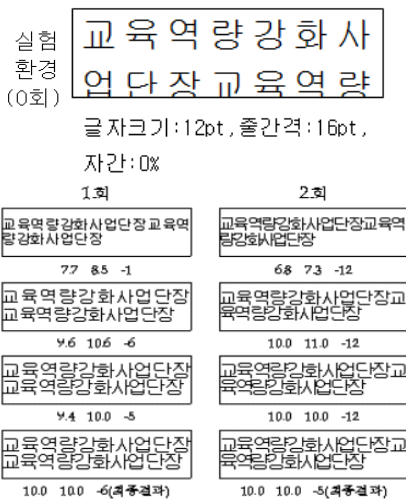 실험
환경
(0회)
교육역량강화사
업단장교육역량
글자크기:12pt,줄간격:16pt,
자간:0%
1회
교육역량강화사업단장교육역
량강화사업단장
7.7 8.5 -1
교육역량강화사업단장
교육역량강화사업단장
9.6 10.6 -6
교육역량강화사업단장
교육역량강화사업단장
9.4 10.0 -5
교육역량강화사업단장
교육역량강화사업단장
10.0 10.0 -6(최종결과)
2회
교육역량강화사업단장교육역
량강화사업단장
6.8 7.3 -12
교육역량강화사업단장교
육역량강화사업단장
10.0 11.0 -12
교육역량강화사업단장교
육역량강화사업단장
10.0 10.0 -12
교육역량강화사업단장교
육역량강화사업단장
10.0 10.0 -5(최종결과)